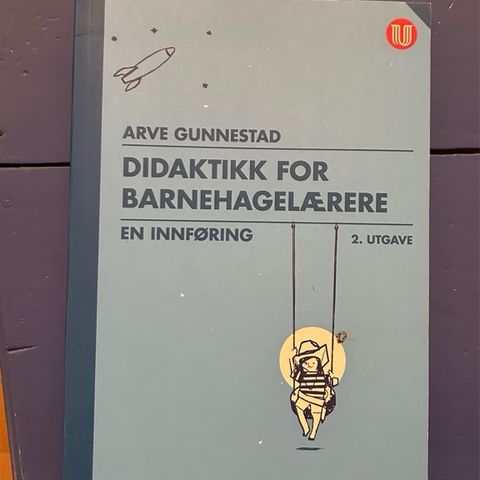 ARVE GUNNESTAD
DIDAKTIKK FOR
BARNEHAGELÆRERE
EN INNFØRING
2. UTGAVE